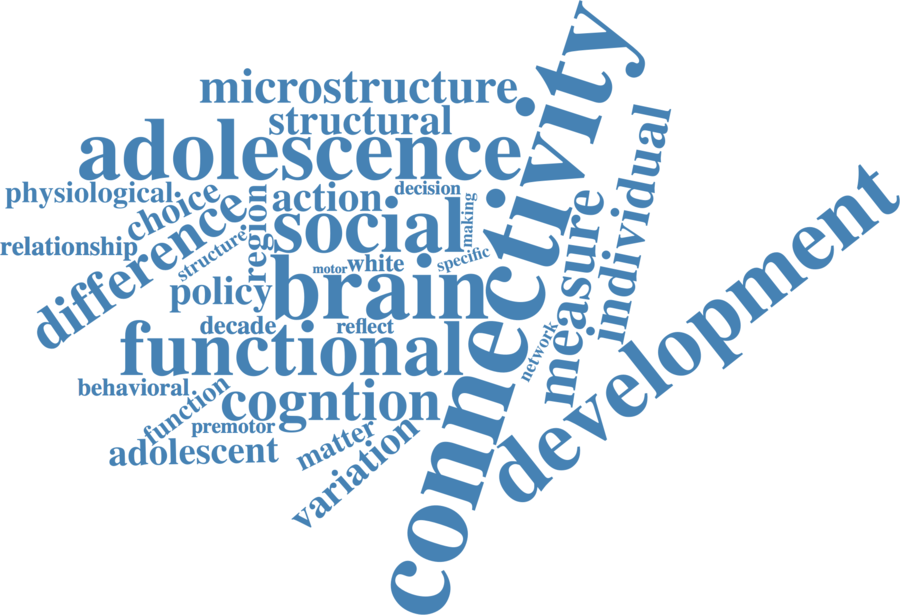 connectivity
microstructure
structural
adolescence
individual
physiological
choice
action
decision
development
difference
region
social
making
measure
relationship
structure
motor
white
specific
policy
brain
decade
reflect
functional
network
behavioral
function
cogntion
premotor
adolescent
matter
variation